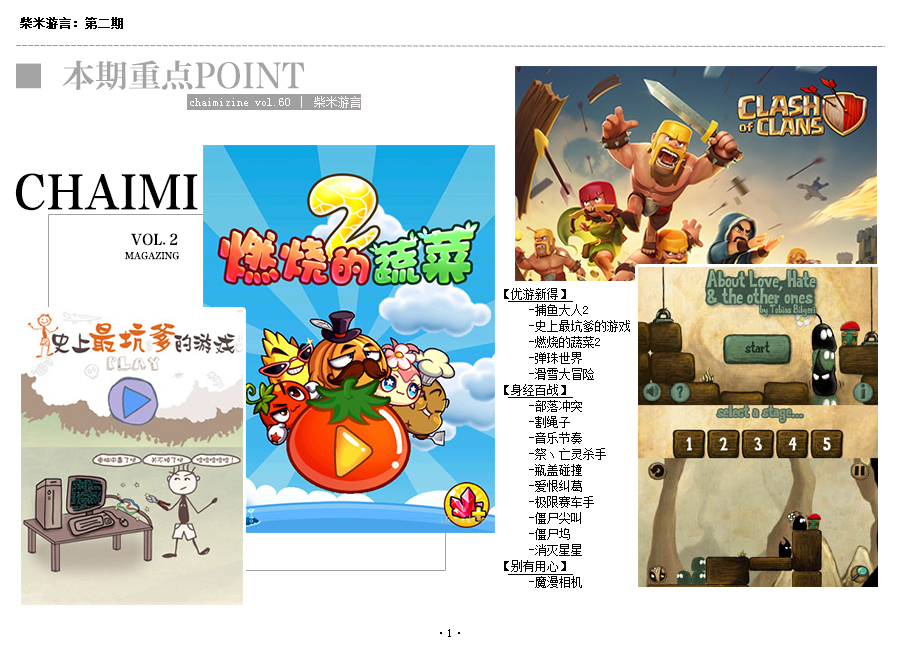 柴米游言：第二期
本期重点POINT
chaimizine vol.60 | 柴米游言
CHAIMI
VOL. 2
MAGAZING
2
燃烧的蔬菜
CLASH
of CLANS
史上最坑爹的游戏
PLAY
【优游新得】
-捕鱼大人2
-史上最坑爹的游戏
-燃烧的蔬菜2
-弹珠世界
-滑雪大冒险
【身经百战】
-部落冲突
-割绳子
-音乐节奏
-祭丶亡灵杀手
-瓶盖碰撞
-爱恨纠葛
-极限赛车手
-僵尸尖叫
-僵尸坞
-消灭星星
【别有用心】
-魔漫相机
About Love, Hate
& the other ones
by Tobias Bilgeri
start
?
i
select a stage...
1 2 3 4 5
·1·